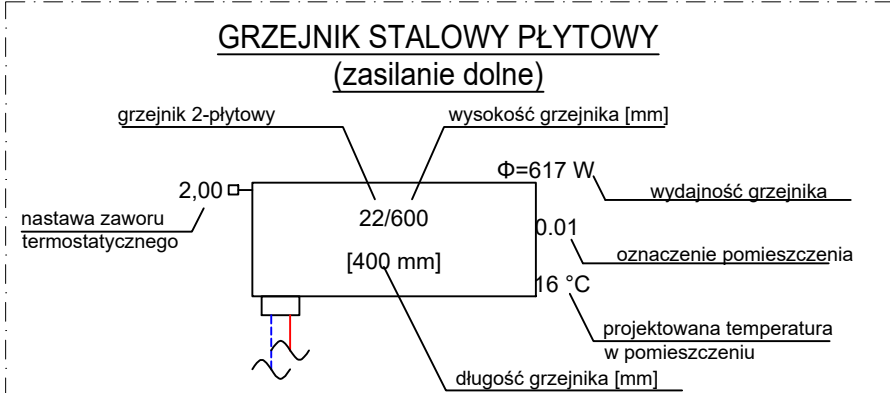 GRZEJNIK STALOWY PŁYTOWY
(zasilanie dolne)
grzejnik 2-płytowy
wysokość grzejnika [mm]
Φ=617 W
wydajność grzejnika
2,00
nastawa zaworu
termostatycznego
22/600
0.01
oznaczenie pomieszczenia
[400 mm]
16 °C
projektowana temperatura
w pomieszczeniu
długość grzejnika [mm]